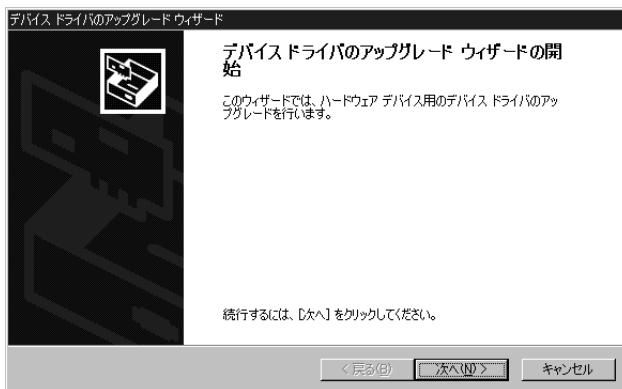 デバイス ドライバのアップグレード ウィザード
デバイス ドライバのアップグレード ウィザードの開
始
このウィザードでは、ハードウェア デバイス用のデバイス ドライバのアッ
プグレードを行います。
続行するには、[次へ] をクリックしてください。
< 戻る(B)
次へ(N) >
キャンセル